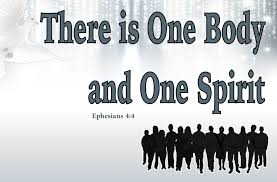 There is One Body
and One Spirit
Ephesians 4:4